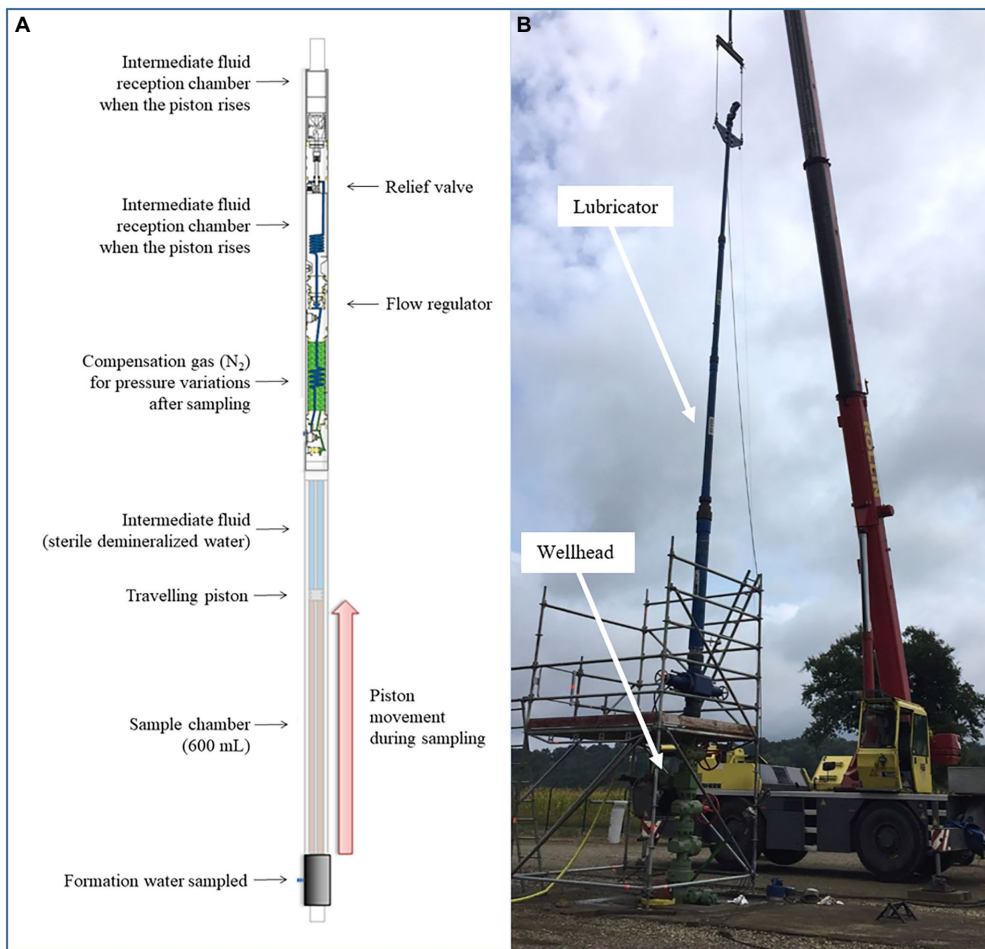 A
Intermediate fluid
reception chamber
when the piston rises
Relief valve
Intermediate fluid
reception chamber
when the piston rises
Flow regulator
Compensation gas (N₂)
for pressure variations
after sampling
Intermediate fluid
(sterile demineralized water)
Travelling piston
Piston
movement
during sampling
Sample chamber
(600 mL)
Formation water sampled
B
Lubricator
Wellhead